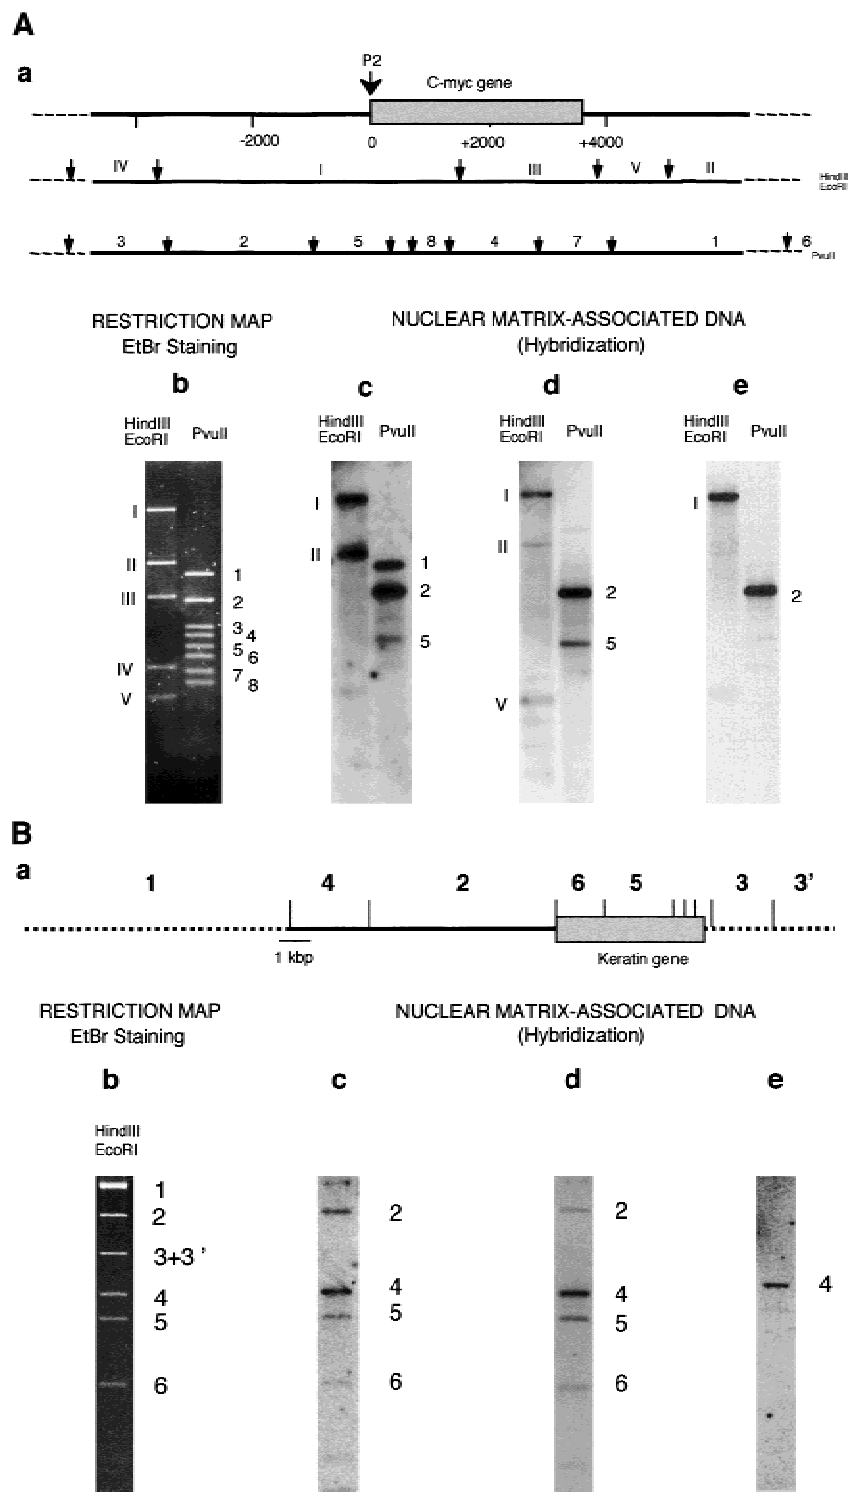 A
a
P2
C-myc gene
-2000 0 +2000 +4000
IV I III V II
HindIII
EcoRI
3 2 5 8 4 7 1 6
PvuII
RESTRICTION MAP
EtBr Staining
NUCLEAR MATRIX-ASSOCIATED DNA
(Hybridization)
b c d e
HindIII
EcoRI PvuII
HindIII
EcoRI PvuII
HindIII
EcoRI PvuII
HindIII
EcoRI PvuII
I
II
III
IV
V
1
2
3
4
5
6
7
8
I
II
1
2
5
I
II
V
2
5
I
2
B
a
1 4 2 6 5 3 3'
1 kbp
Keratin gene
RESTRICTION MAP
EtBr Staining
NUCLEAR MATRIX-ASSOCIATED DNA
(Hybridization)
b c d e
HindIII
EcoRI
1
2
3+3 '
4
5
6
2
4
5
6
2
4
5
6
4